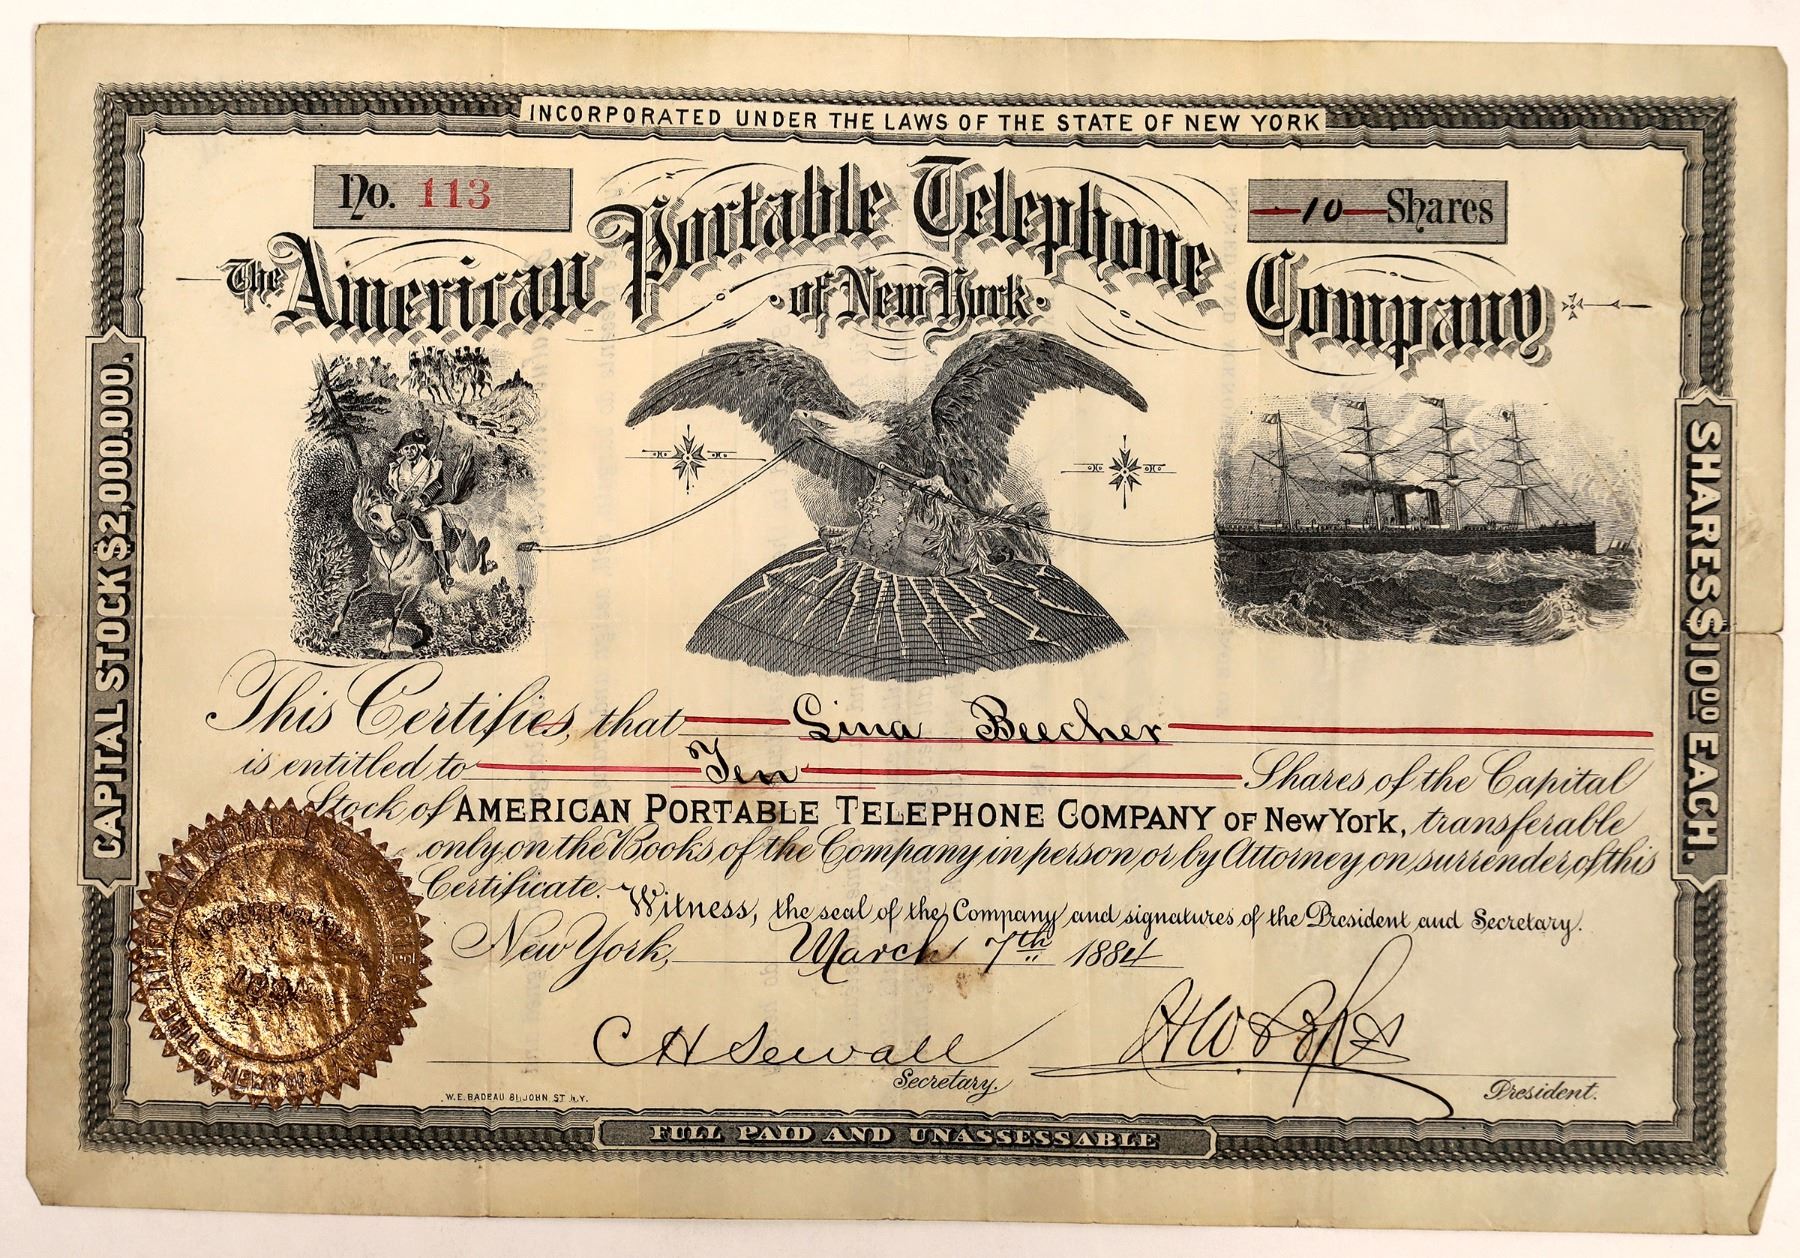 INCORPORATED UNDER THE LAWS OF THE STATE OF NEW YORK
No. 113
10 Shares
The American Portable Telephone Company
of New York
CAPITAL STOCK $2,000.000.
SHARES $10.00 EACH.
This Certifies, that Lina Beecher
is entitled to Ten Shares of the Capital
Stock of AMERICAN PORTABLE TELEPHONE COMPANY OF New York, transferable
only on the Books of the Company in person or by Attorney on surrender of this
Certificate. Witness, the seal of the Company and signatures of the President and Secretary.
New York, March 7th 1884
C H Sewall
Secretary.
President.
W.E. BADEAU 81 JOHN ST N.Y.
FULL PAID AND UNASSESSABLE